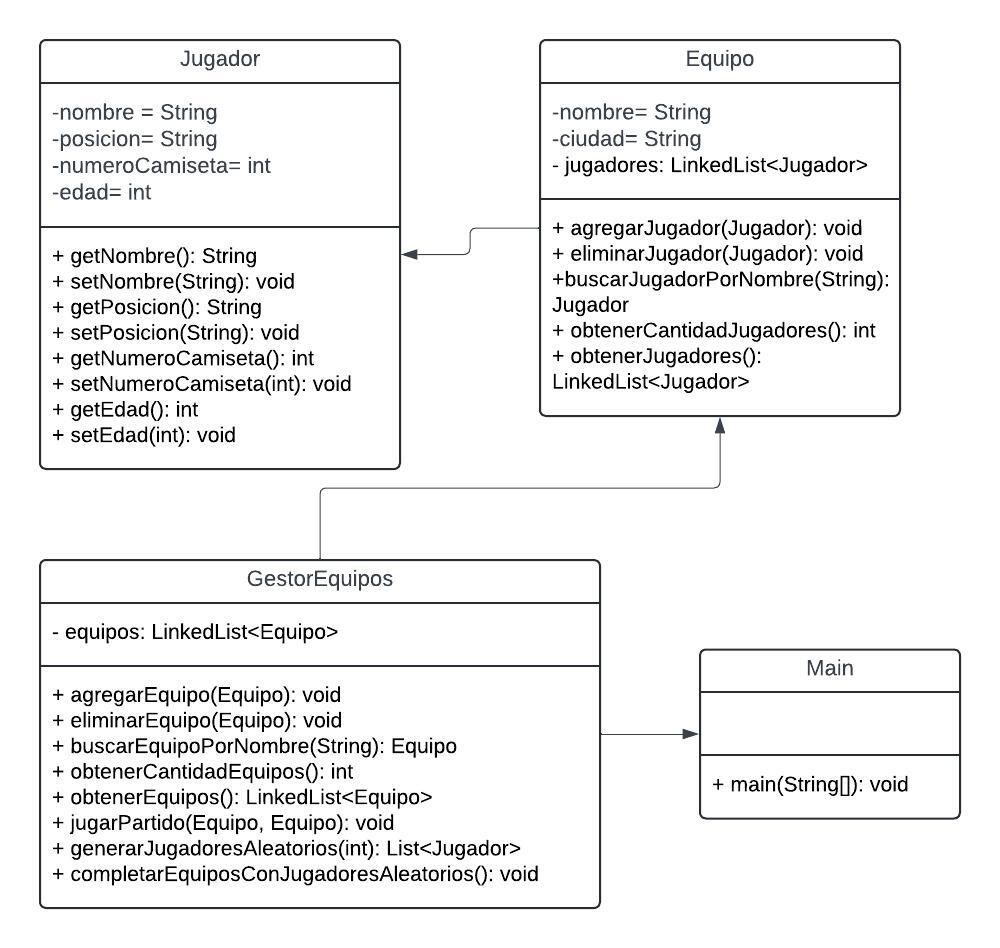 Jugador
-nombre = String
-posicion= String
-numeroCamiseta= int
-edad= int
+ getNombre(): String
+ setNombre(String): void
+ getPosicion(): String
+ setPosicion(String): void
+ getNumeroCamiseta(): int
+ setNumeroCamiseta(int): void
+ getEdad(): int
+ setEdad(int): void
Equipo
-nombre= String
-ciudad= String
- jugadores: LinkedList<Jugador>
+ agregarJugador(Jugador): void
+ eliminarJugador(Jugador): void
+buscarJugadorPorNombre(String):
Jugador
+ obtenerCantidadJugadores(): int
+ obtenerJugadores():
LinkedList<Jugador>
GestorEquipos
- equipos: LinkedList<Equipo>
+ agregarEquipo(Equipo): void
+ eliminarEquipo(Equipo): void
+ buscarEquipoPorNombre(String): Equipo
+ obtenerCantidadEquipos(): int
+ obtenerEquipos(): LinkedList<Equipo>
+ jugarPartido(Equipo, Equipo): void
+ generarJugadoresAleatorios(int): List<Jugador>
+ completarEquiposConJugadoresAleatorios(): void
Main
+ main(String[]): void